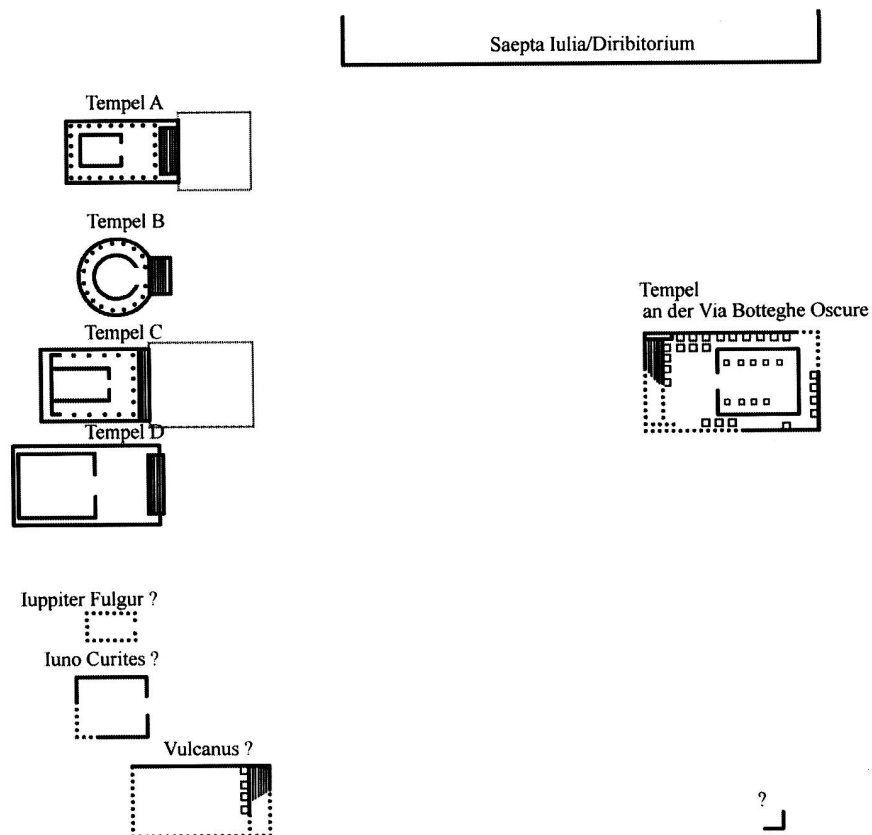 Saepta Iulia/Diribitorium
Tempel A
Tempel B
Tempel
an der Via Botteghe Oscure
Tempel C
Tempel D
Iuppiter Fulgur ?
Iuno Curites ?
Vulcanus ?
?